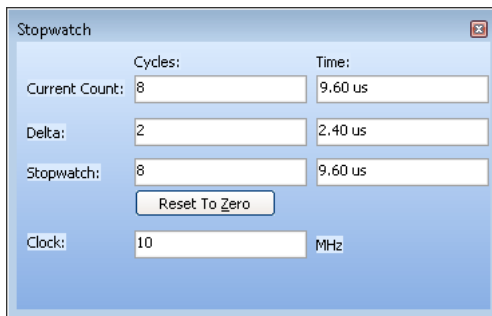 Stopwatch
Cycles: Time:
Current Count: 8 9.60 us
Delta: 2 2.40 us
Stopwatch: 8 9.60 us
Reset To Zero
Clock: 10 MHz